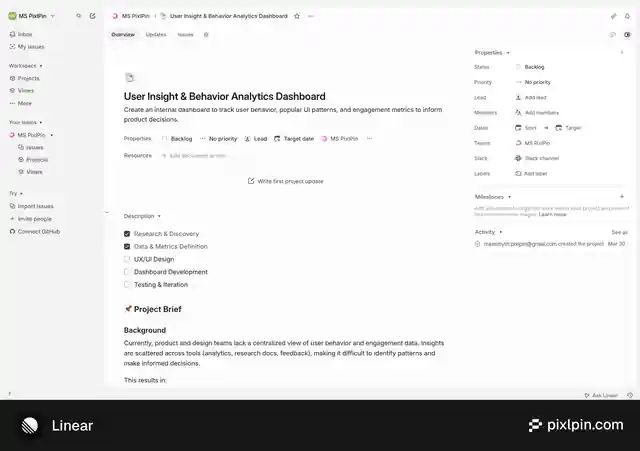 MS PixlPin
Inbox
My issues
Workspace
Projects
Views
More
Your teams
MS PixlPin
Issues
Projects
Views
Try
Import issues
Invite people
Connect GitHub
MS PixlPin › User Insight & Behavior Analytics Dashboard
Overview Updates Issues
User Insight & Behavior Analytics Dashboard
Create an internal dashboard to track user behavior, popular UI patterns, and engagement metrics to inform
product decisions.
Properties Backlog No priority Lead Target date MS PixlPin
Resources + Add document or link
Write first project update
Description
Research & Discovery
Data & Metrics Definition
UX/UI Design
Dashboard Development
Testing & Iteration
🚀 Project Brief
Background
Currently, product and design teams lack a centralized view of user behavior and engagement data. Insights
are scattered across tools (analytics, research docs, feedback), making it difficult to identify patterns and
make informed decisions.
This results in:
Properties
Status Backlog
Priority No priority
Lead Add lead
Members Add members
Dates Start → Target
Teams MS PixlPin
Slack Slack channel
Labels Add label
Milestones
Learn more
Activity See all
created the project Mar 30
Ask Linear
Linear
pixlpin.com